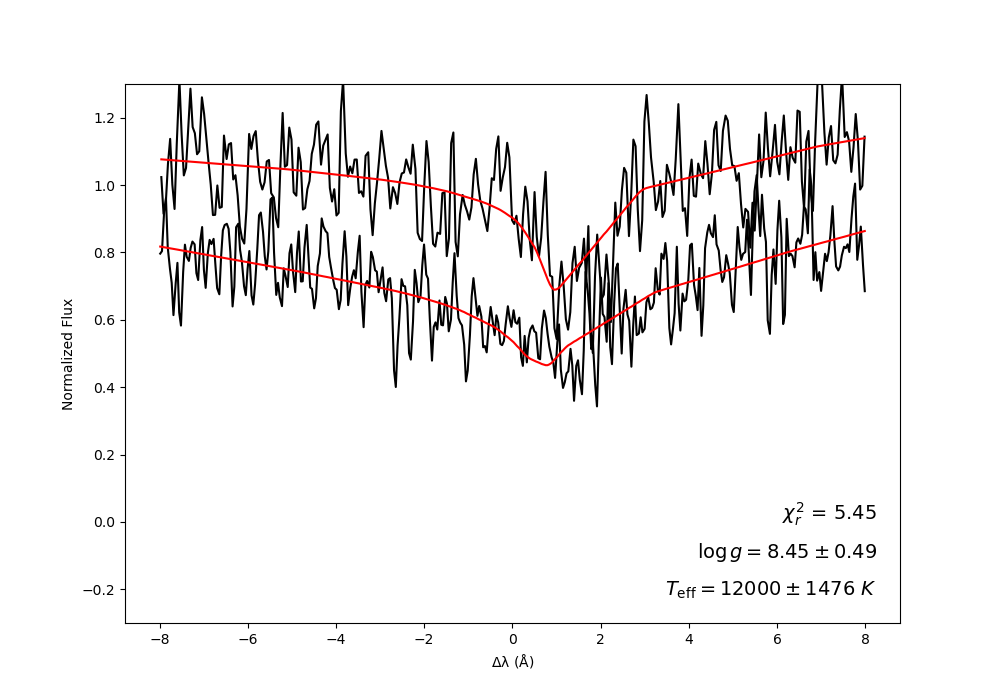 1.2
1.0
0.8
0.6
0.4
0.2
0.0
−0.2
Normalized Flux
χ²ᵣ = 5.45
log g = 8.45 ± 0.49
T_eff = 12000 ± 1476 K
−8 −6 −4 −2 0 2 4 6 8
Δλ (Å)